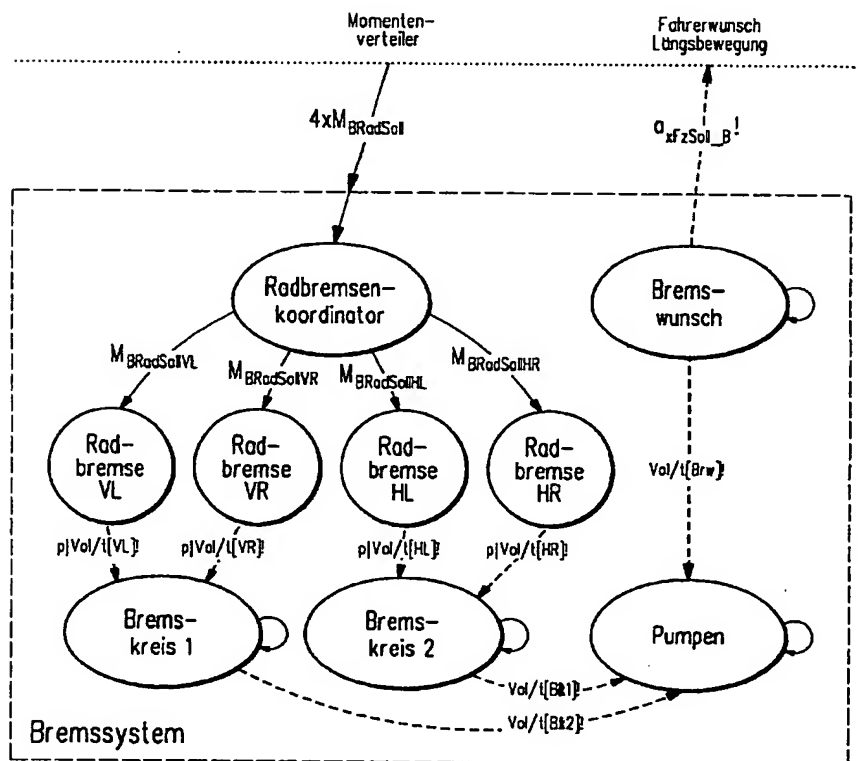 Momenten-
verteiler
Fahrerwunsch
Längsbewegung
4xM_BRadSoll
a_xFzSoll_B!
Radbremsen-
koordinator
Brems-
wunsch
M_BRadSollVL
M_BRadSollVR
M_BRadSollHL
M_BRadSollHR
Rad-
bremse
VL
Rad-
bremse
VR
Rad-
bremse
HL
Rad-
bremse
HR
Vol/t[Brw]!
p|Vol/t[VL]!
p|Vol/t[VR]!
p|Vol/t[HL]!
p|Vol/t[HR]!
Brems-
kreis 1
Brems-
kreis 2
Pumpen
Vol/t[Bk1]!
Vol/t[Bk2]!
Bremssystem